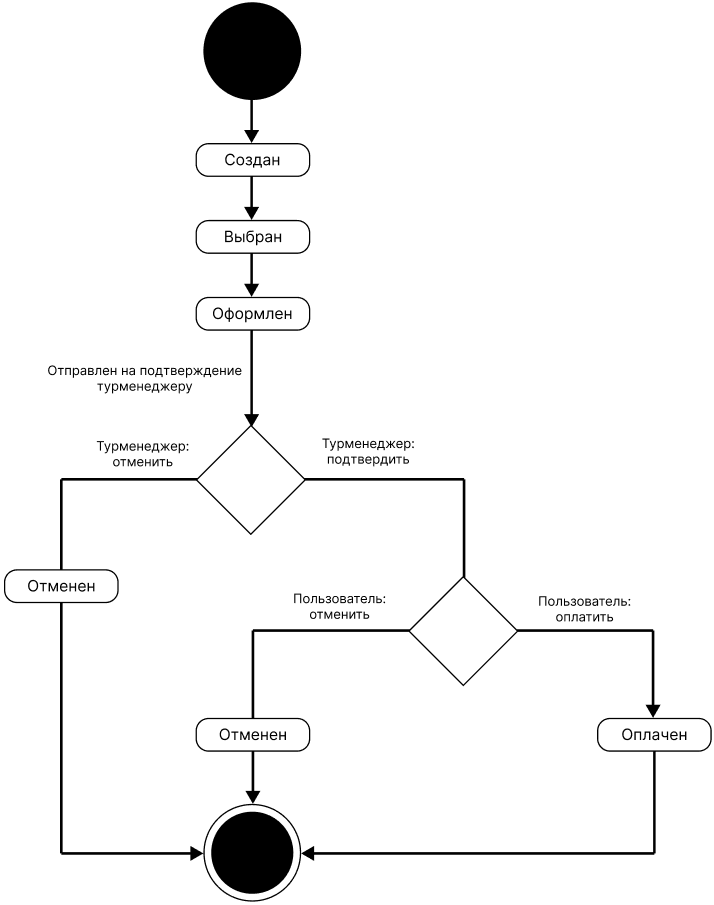 Создан
Выбран
Оформлен
Отправлен на подтверждение
турменеджеру
Турменеджер:
отменить
Турменеджер:
подтвердить
Отменен
Пользователь:
отменить
Пользователь:
оплатить
Отменен
Оплачен